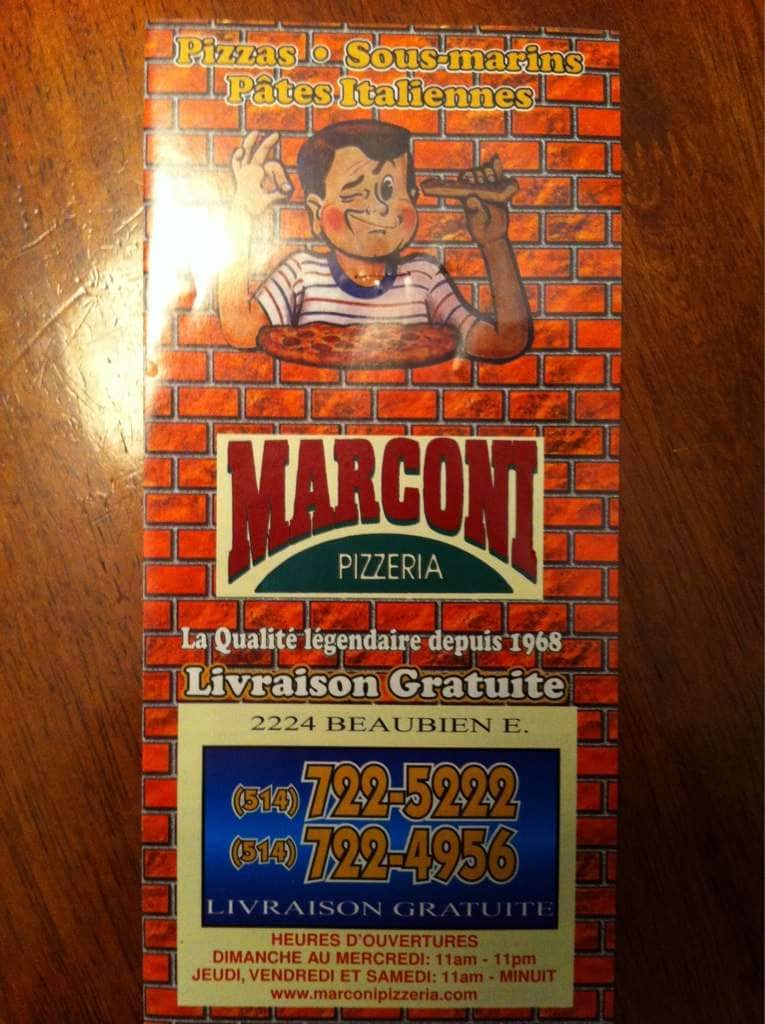 Pizzas • Sous-marins
Pâtes Italiennes
MARCONI
PIZZERIA
La Qualité légendaire depuis 1968
Livraison Gratuite
2224 BEAUBIEN E.
(514) 722-5222
(514) 722-4956
LIVRAISON GRATUITE
HEURES D'OUVERTURES
DIMANCHE AU MERCREDI: 11am - 11pm
JEUDI, VENDREDI ET SAMEDI: 11am - MINUIT
www.marconipizzeria.com